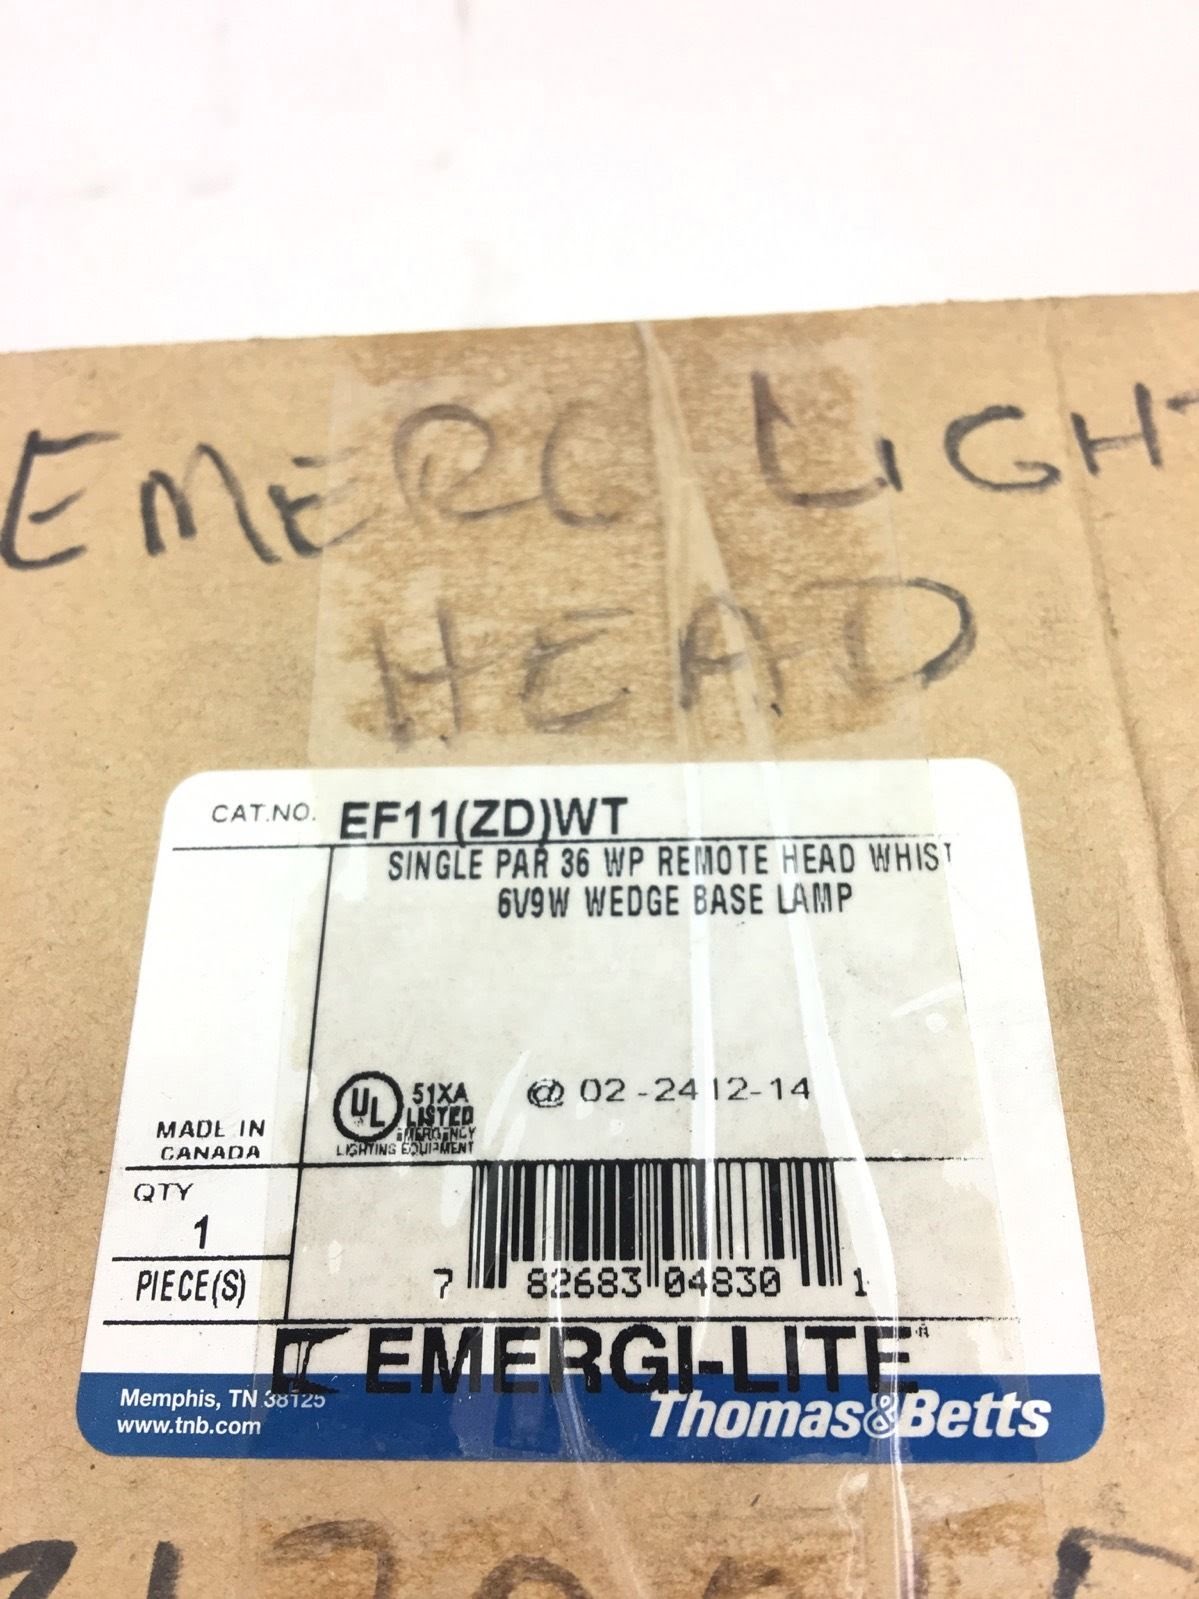 EMERG LIGHT
HEAD
CAT.NO. EF11(ZD)WT
SINGLE PAR 36 WP REMOTE HEAD WHIST
6V9W WEDGE BASE LAMP
UL 51XA
LISTED
EMERGENCY
LIGHTING EQUIPMENT
@ 02-2412-14
MADE IN
CANADA
QTY
1
PIECE(S)
7 82683 04830 1
EMERGI-LITE®
Memphis, TN 38125
www.tnb.com
Thomas&Betts